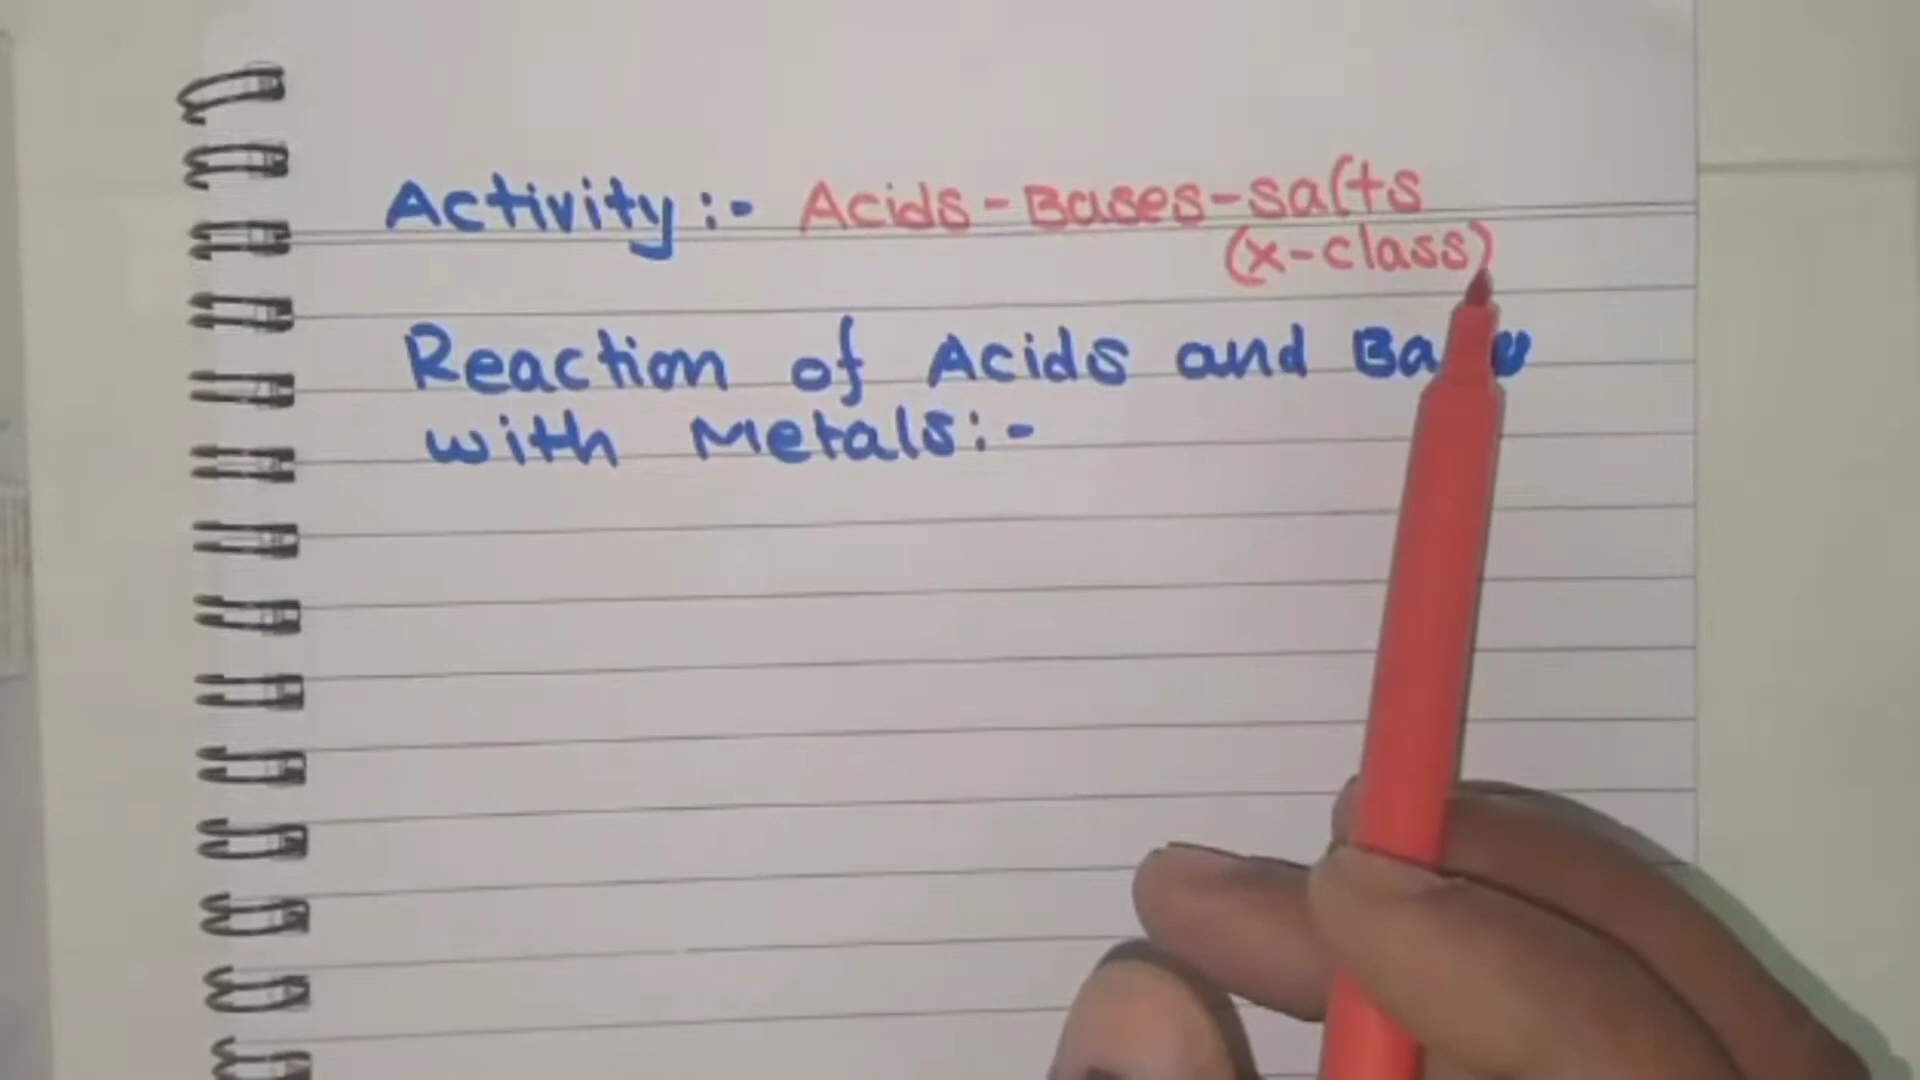 Activity:- Acids-Bases-salts
(x-class)
Reaction of Acids and
with Metals:-